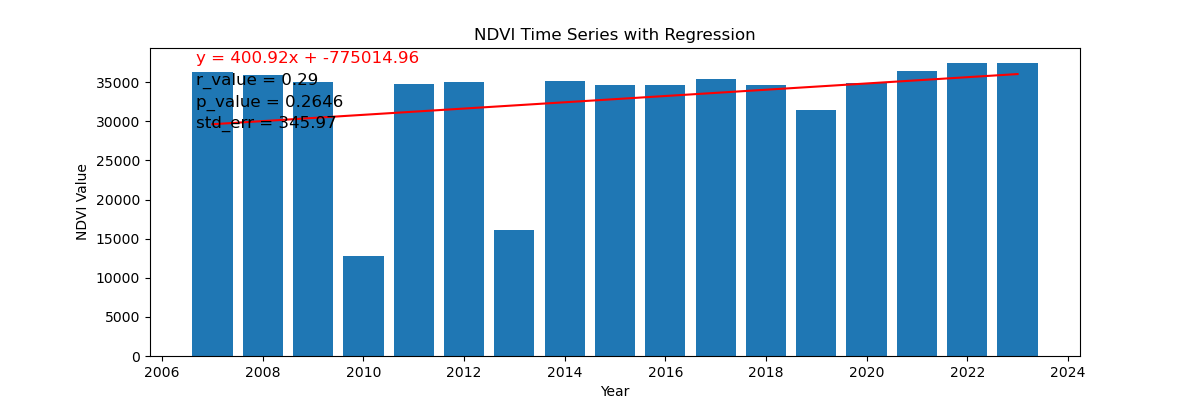 NDVI Time Series with Regression
y = 400.92x + -775014.96
r_value = 0.29
p_value = 0.2646
std_err = 345.97
NDVI Value
35000
30000
25000
20000
15000
10000
5000
0
2006 2008 2010 2012 2014 2016 2018 2020 2022 2024
Year